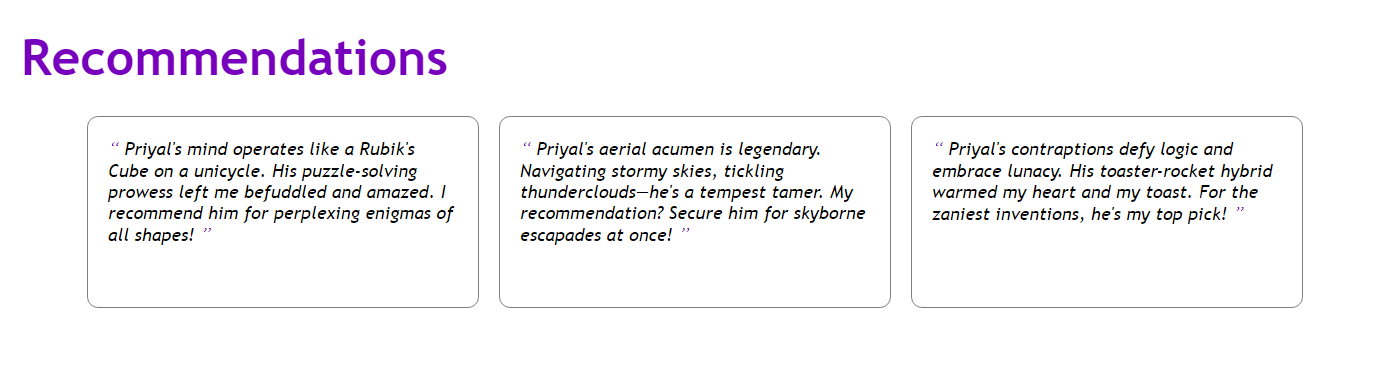 Recommendations
“ Priyal's mind operates like a Rubik's
Cube on a unicycle. His puzzle-solving
prowess left me befuddled and amazed. I
recommend him for perplexing enigmas of
all shapes! ”
“ Priyal's aerial acumen is legendary.
Navigating stormy skies, tickling
thunderclouds—he's a tempest tamer. My
recommendation? Secure him for skyborne
escapades at once! ”
“ Priyal's contraptions defy logic and
embrace lunacy. His toaster-rocket hybrid
warmed my heart and my toast. For the
zaniest inventions, he's my top pick! ”